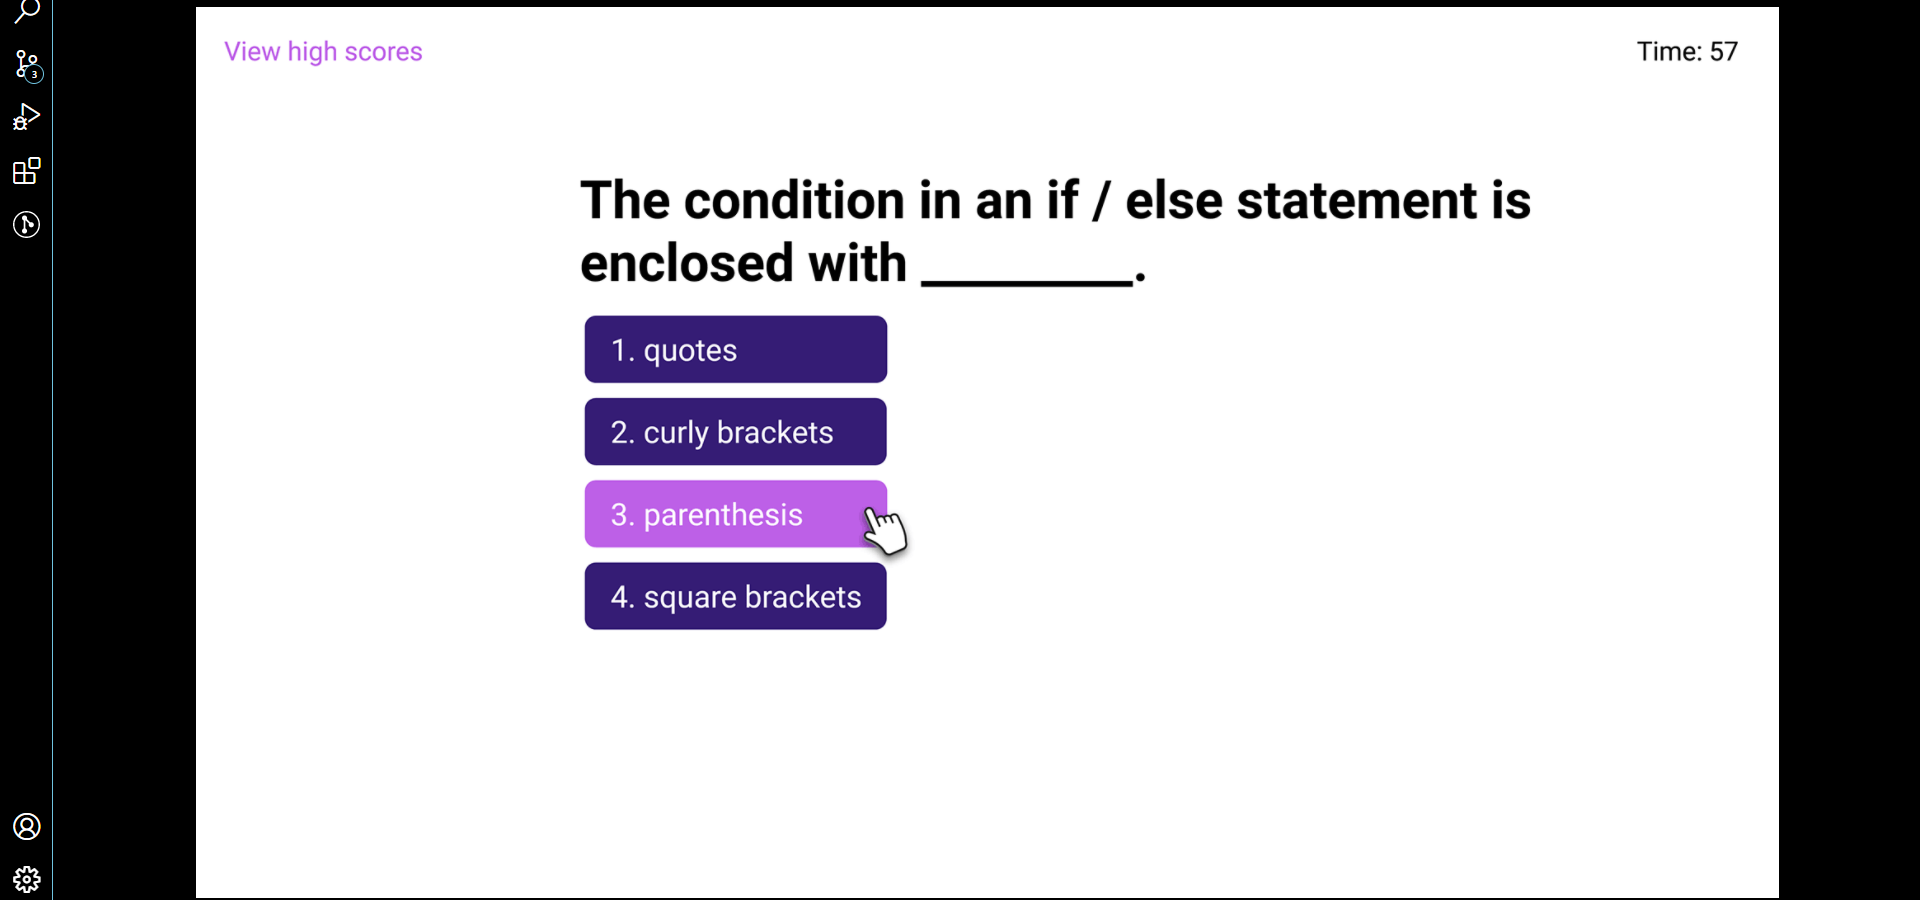 View high scores
Time: 57
3
The condition in an if / else statement is
enclosed with ________.
1. quotes
2. curly brackets
3. parenthesis
4. square brackets